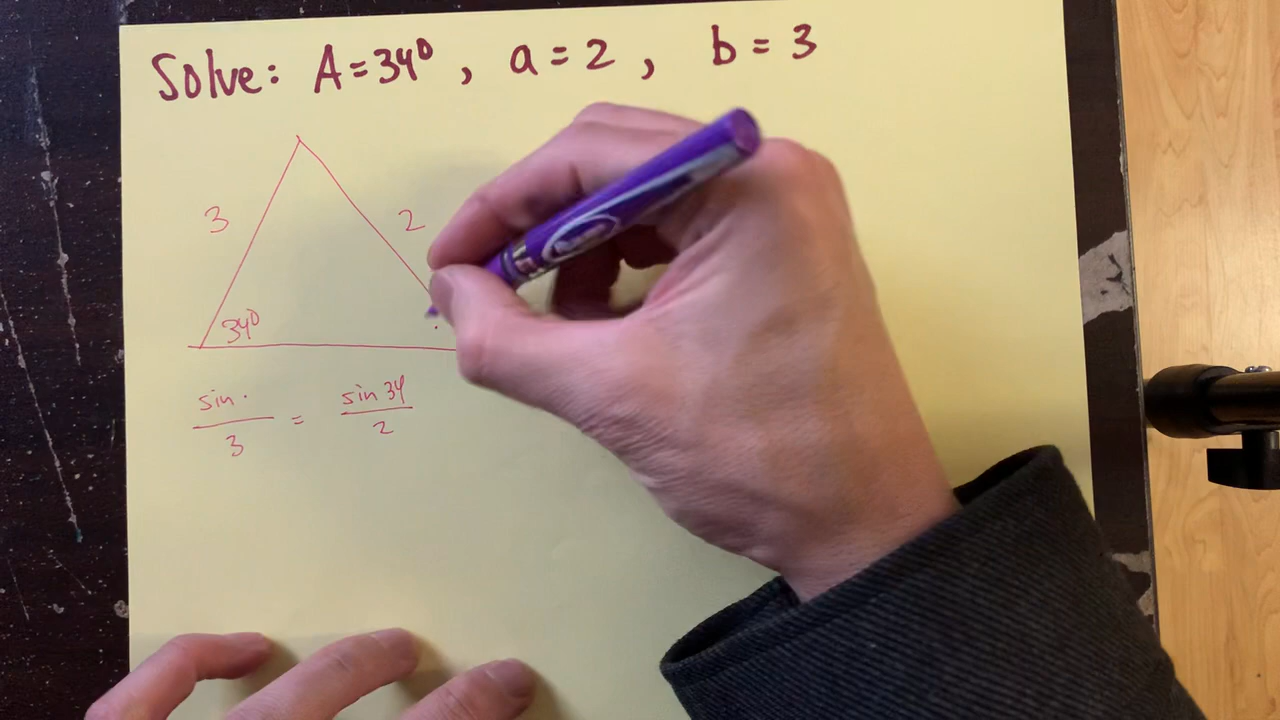 Solve: A = 34° , a = 2 , b = 3
3
2
34°
sin · / 3 = sin 34 / 2